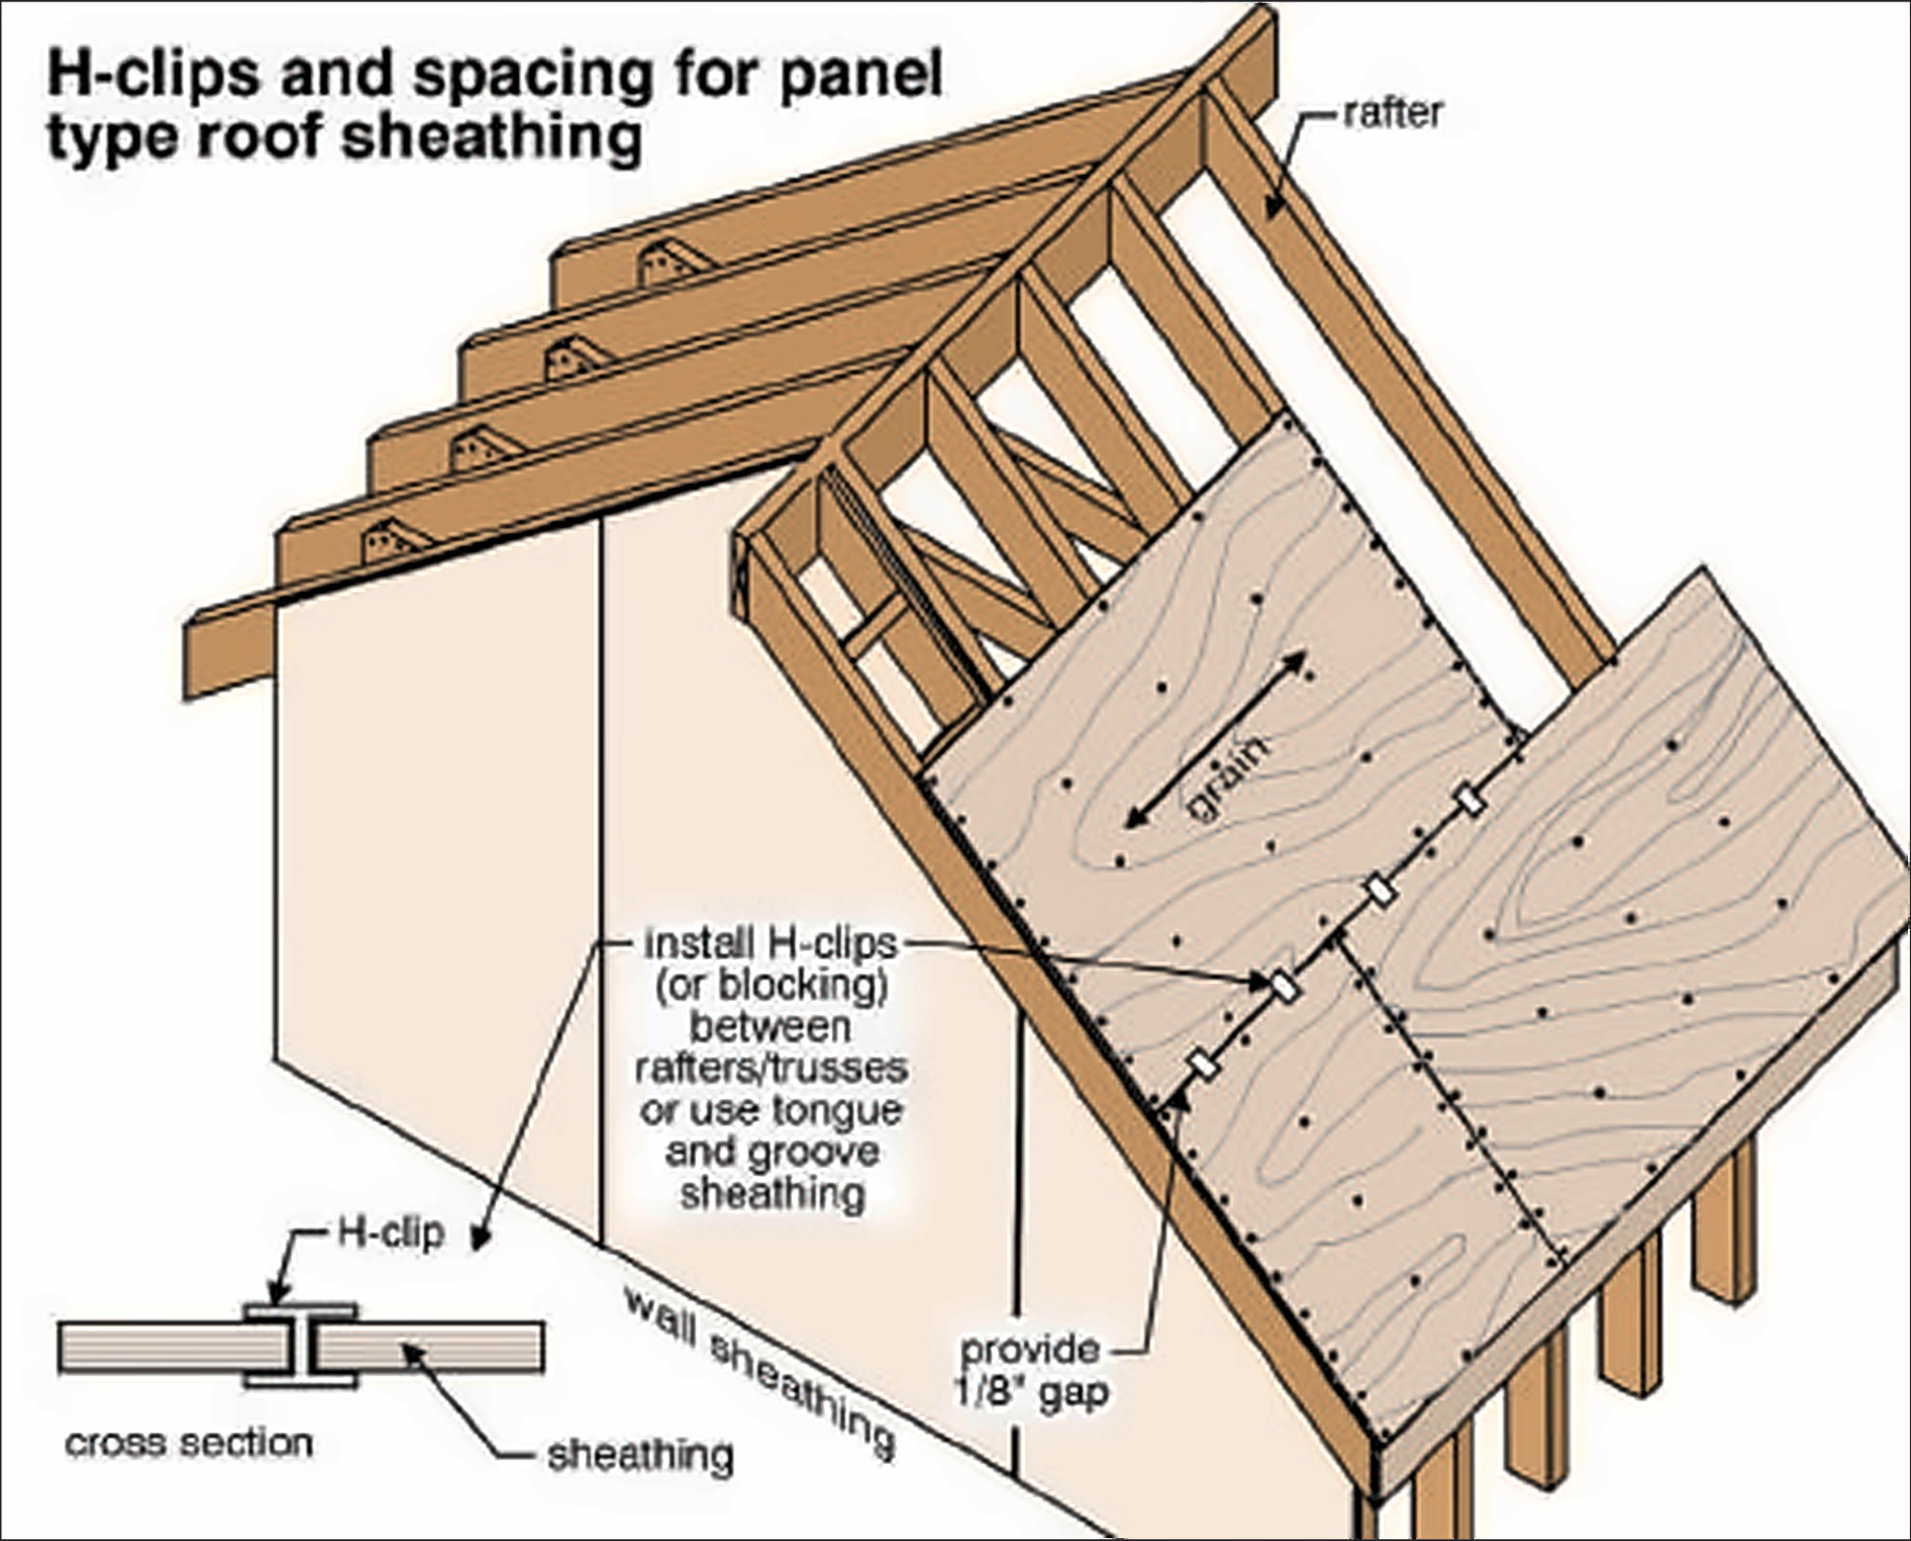 H-clips and spacing for panel
type roof sheathing
rafter
grain
install H-clips
(or blocking)
between
rafters/trusses
or use tongue
and groove
sheathing
H-clip
wall sheathing
provide
1/8" gap
cross section
sheathing